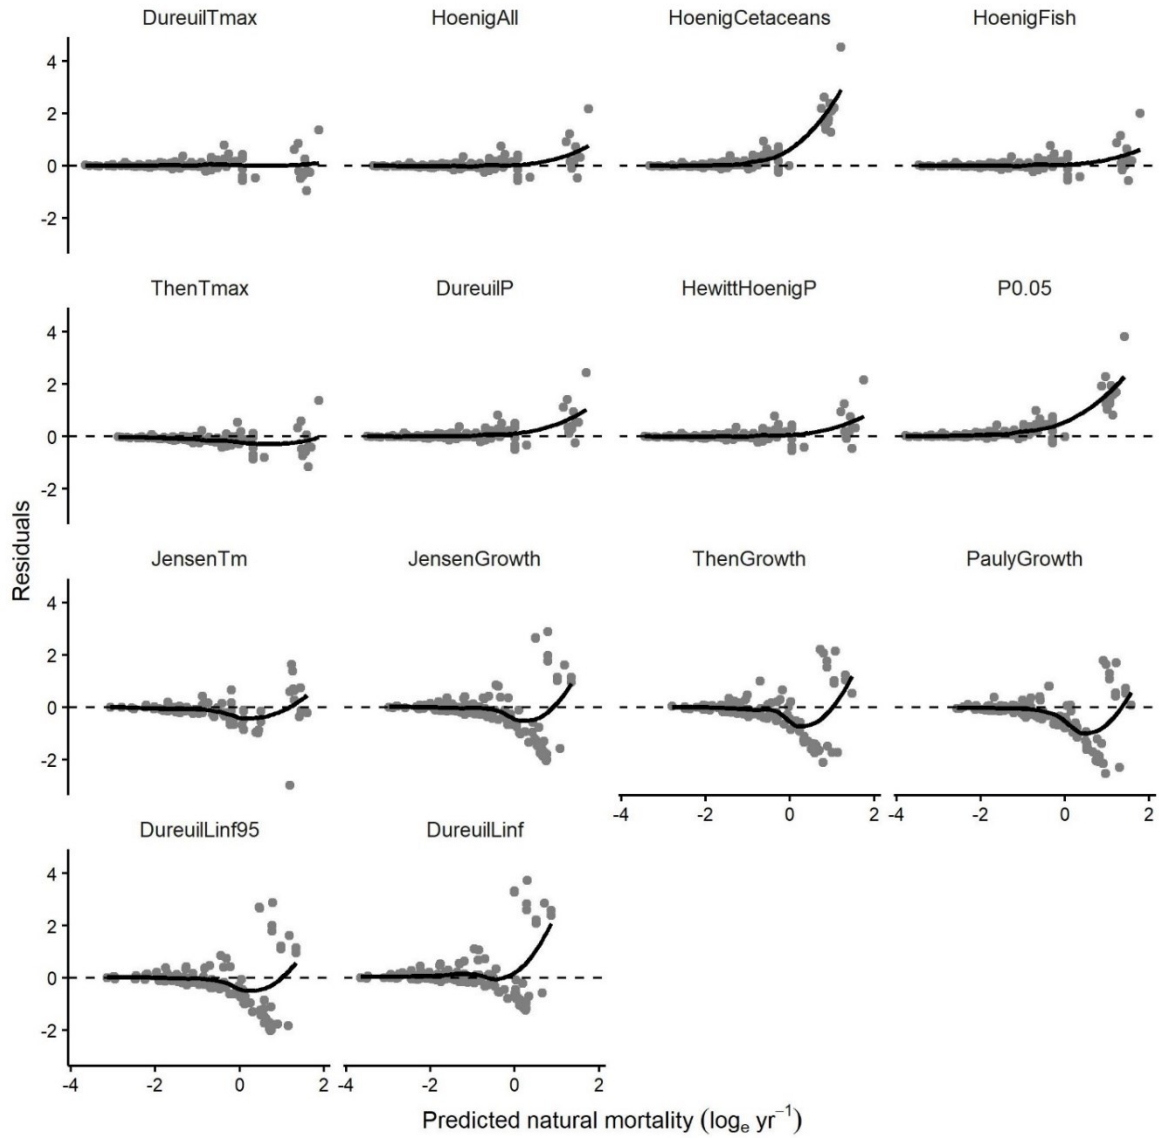 DureuilTmax HoenigAll HoenigCetaceans HoenigFish
4
2
0
-2
ThenTmax DureuilP HewittHoenigP P0.05
4
2
0
-2
Residuals
JensenTm JensenGrowth ThenGrowth PaulyGrowth
4
2
0
-2
-4 -2 0 2 -4 -2 0 2
DureuilLinf95 DureuilLinf
4
2
0
-2
-4 -2 0 2 -4 -2 0 2
Predicted natural mortality (logₑ yr⁻¹)